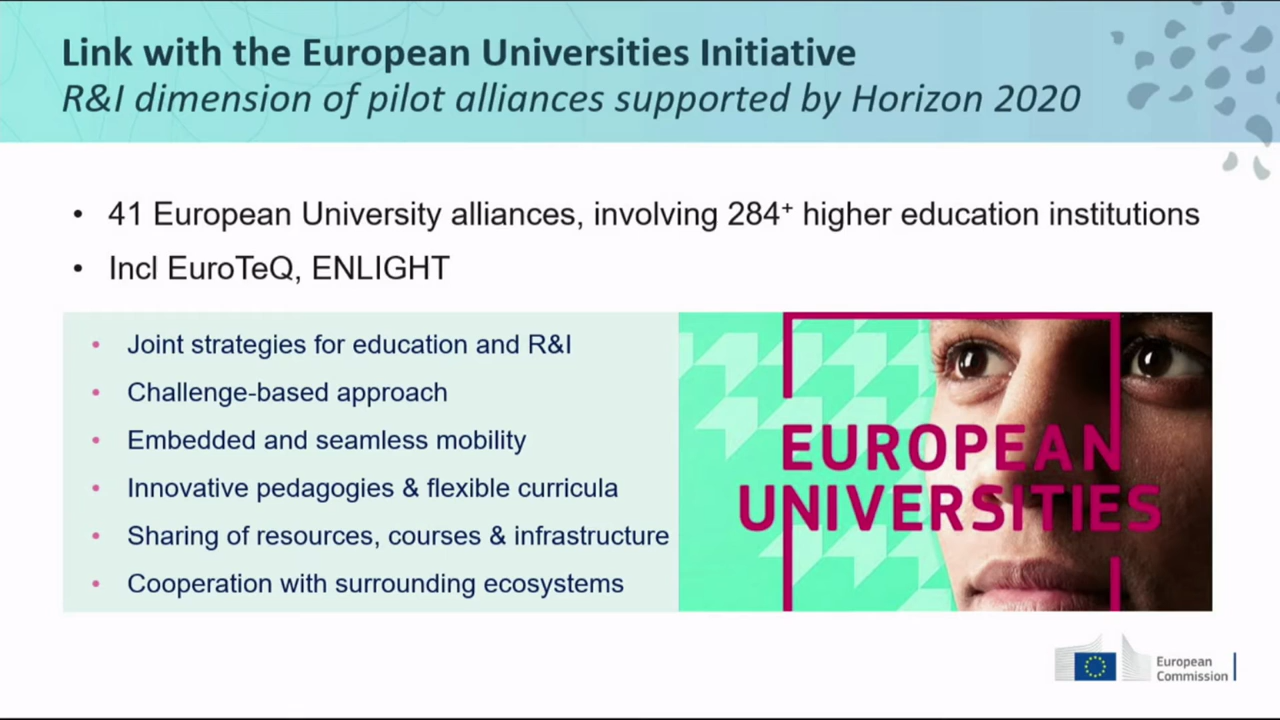 Link with the European Universities Initiative
R&I dimension of pilot alliances supported by Horizon 2020
• 41 European University alliances, involving 284⁺ higher education institutions
• Incl EuroTeQ, ENLIGHT
• Joint strategies for education and R&I
• Challenge-based approach
• Embedded and seamless mobility
• Innovative pedagogies & flexible curricula
• Sharing of resources, courses & infrastructure
• Cooperation with surrounding ecosystems
EUROPEAN
UNIVERSITIES
European
Commission